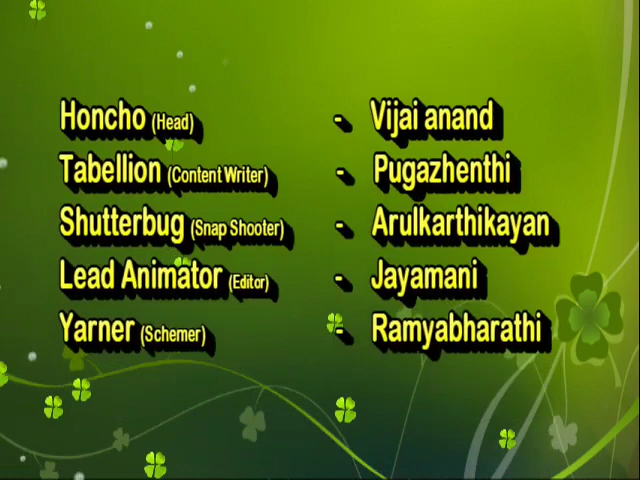 Honcho (Head) - Vijai anand
Tabellion (Content Writer) - Pugazhenthi
Shutterbug (Snap Shooter) - Arulkarthikayan
Lead Animator (Editor) - Jayamani
Yarner (Schemer) - Ramyabharathi